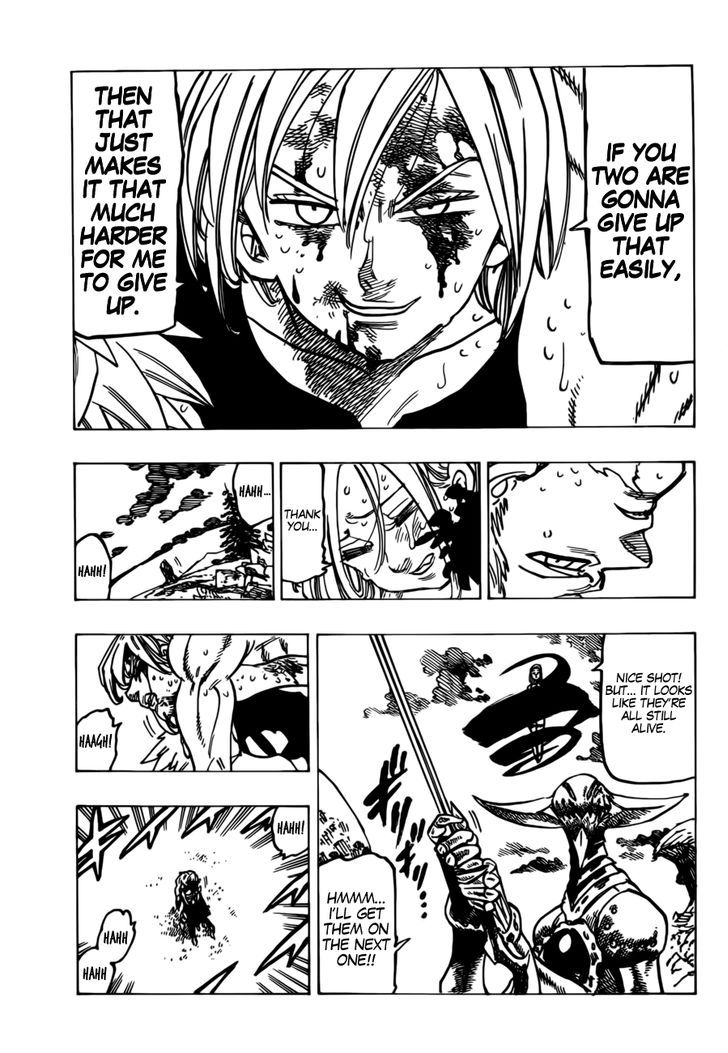 IF YOU
TWO ARE
GONNA
GIVE UP
THAT
EASILY,
THEN
THAT
JUST
MAKES
IT THAT
MUCH
HARDER
FOR ME
TO GIVE
UP.
THANK
YOU...
HAHH...
HAHH!
NICE SHOT!
BUT... IT LOOKS
LIKE THEY'RE
ALL STILL
ALIVE.
HMMM...
I'LL GET
THEM ON
THE NEXT
ONE!!
HAAGH!
HAHH!
HAHH
HAHH